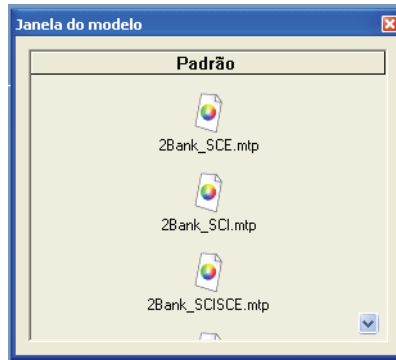 Janela do modelo
Padrão
2Bank_SCE.mtp
2Bank_SCI.mtp
2Bank_SCISCE.mtp